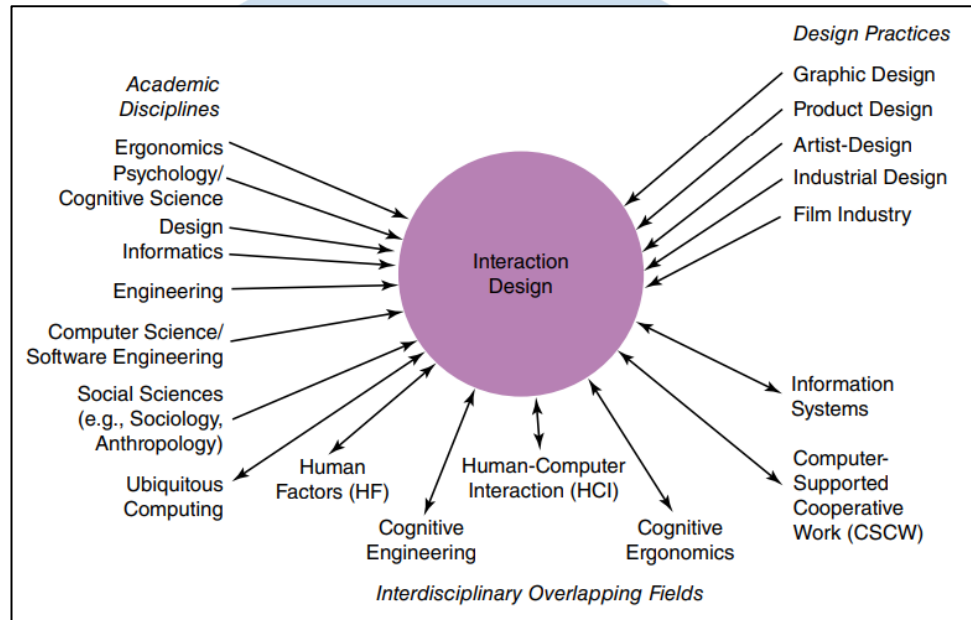 Academic
Disciplines
Ergonomics
Psychology/
Cognitive Science
Design
Informatics
Engineering
Computer Science/
Software Engineering
Social Sciences
(e.g., Sociology,
Anthropology)
Ubiquitous
Computing
Human
Factors (HF)
Cognitive
Engineering
Interaction
Design
Human-Computer
Interaction (HCI)
Cognitive
Ergonomics
Interdisciplinary Overlapping Fields
Design Practices
Graphic Design
Product Design
Artist-Design
Industrial Design
Film Industry
Information
Systems
Computer-
Supported
Cooperative
Work (CSCW)